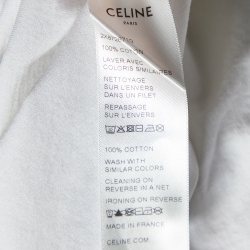 CELINE
PARIS
100% COTTON
LAVER AVEC
COLORIS SIMILAIRES
NETTOYAGE
SUR L'ENVERS
DANS UN FILET
REPASSAGE
SUR L'ENVERS
100% COTTON
WASH WITH
SIMILAR COLORS
CLEANING ON
REVERSE IN A NET
IRONING ON REVERSE
MADE IN FRANCE
CELINE.COM